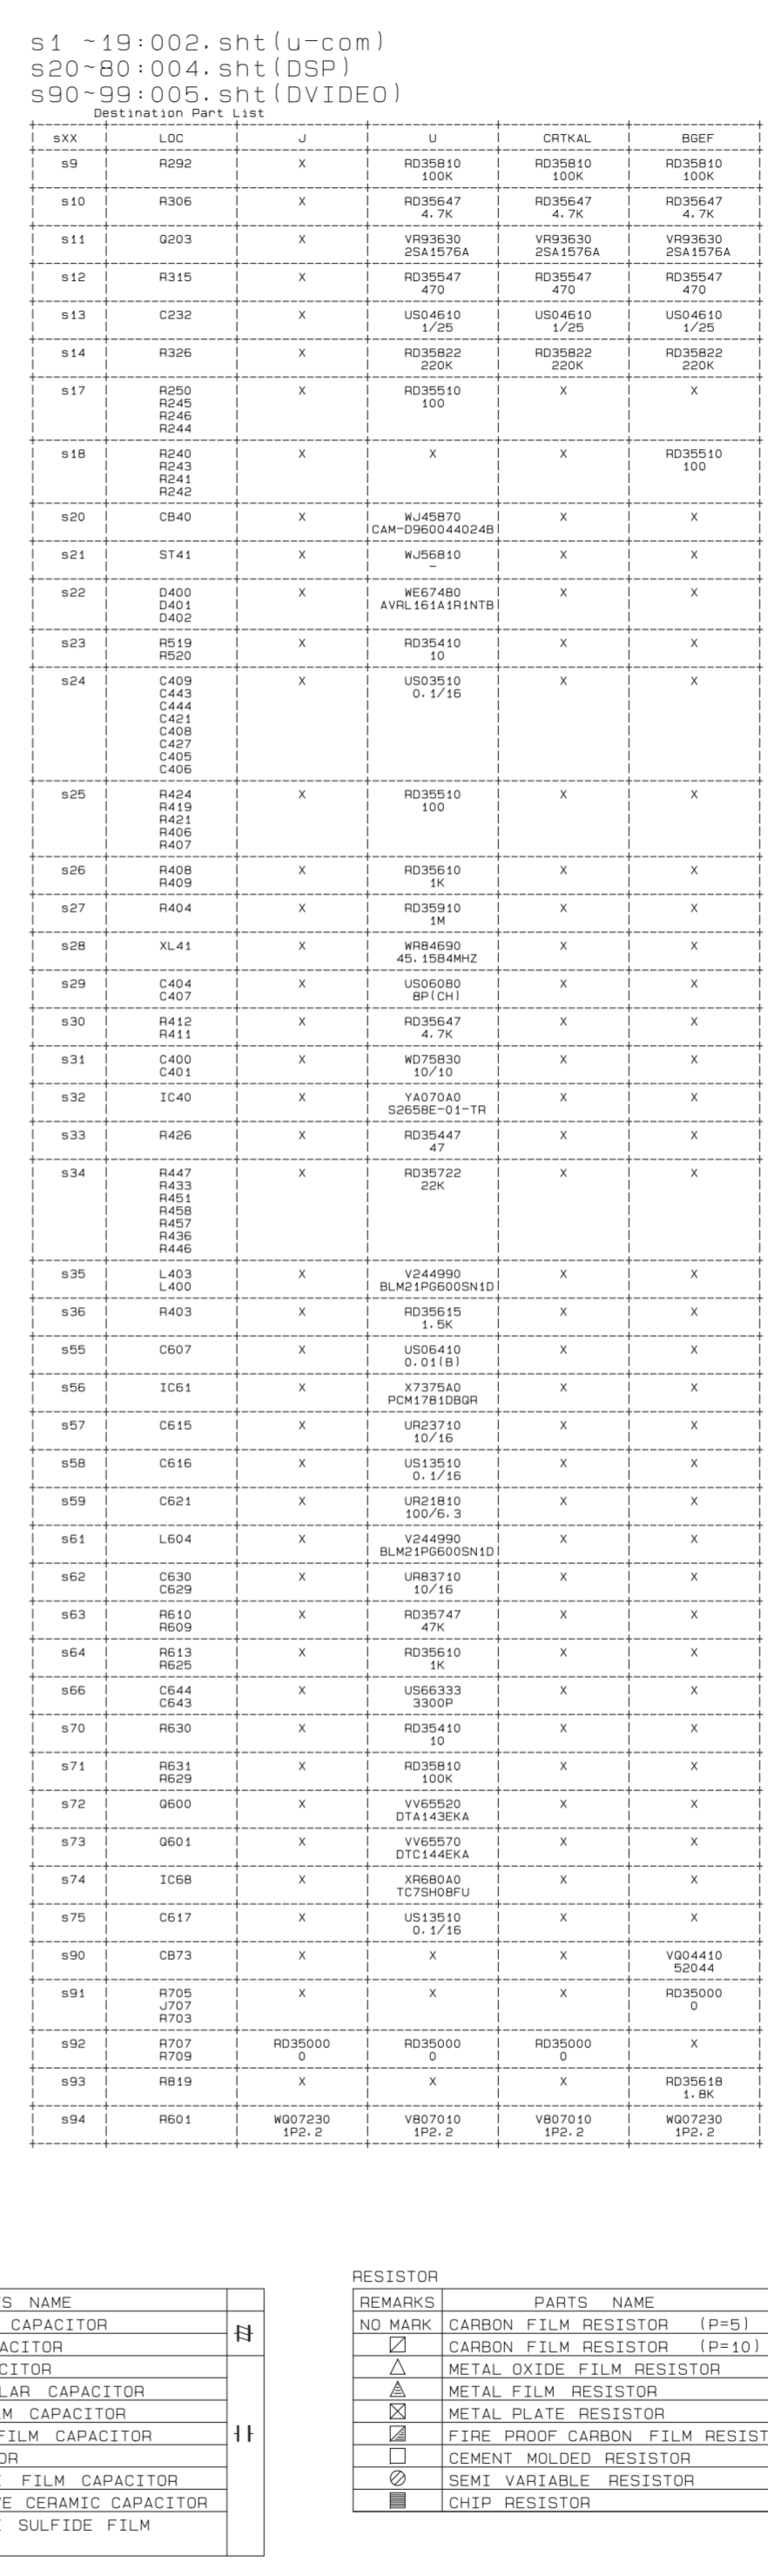 s1 ~19:002.sht(u-com)
s20~80:004.sht(DSP)
s90~99:005.sht(DVIDEO)
Destination Part List
sXX LOC J U CRTKAL BGEF
s9 R292 X RD35810 RD35810 RD35810
100K 100K 100K
s10 R306 X RD35647 RD35647 RD35647
4.7K 4.7K 4.7K
s11 Q203 X VR93630 VR93630 VR93630
2SA1576A 2SA1576A 2SA1576A
s12 R315 X RD35547 RD35547 RD35547
470 470 470
s13 C232 X US04610 US04610 US04610
1/25 1/25 1/25
s14 R326 X RD35822 RD35822 RD35822
220K 220K 220K
s17 R250 X RD35510 X X
R245 100
R246
R244
s18 R240 X X X RD35510
R243 100
R241
R242
s20 CB40 X WJ45870 X X
CAM-D960044024B
s21 ST41 X WJ56810 X X
-
s22 D400 X WE67480 X X
D401 AVRL161A1R1NTB
D402
s23 R519 X RD35410 X X
R520 10
s24 C409 X US03510 X X
C443 0.1/16
C444
C421
C408
C427
C405
C406
s25 R424 X RD35510 X X
R419 100
R421
R406
R407
s26 R408 X RD35610 X X
R409 1K
s27 R404 X RD35910 X X
1M
s28 XL41 X WR84690 X X
45.1584MHZ
s29 C404 X US06080 X X
C407 8P(CH)
s30 R412 X RD35647 X X
R411 4.7K
s31 C400 X WD75830 X X
C401 10/10
s32 IC40 X YA070A0 X X
S2658E-01-TR
s33 R426 X RD35447 X X
47
s34 R447 X RD35722 X X
R433 22K
R451
R458
R457
R436
R446
s35 L403 X V244990 X X
L400 BLM21PG600SN1D
s36 R403 X RD35615 X X
1.5K
s55 C607 X US06410 X X
0.01(B)
s56 IC61 X X7375A0 X X
PCM1781DBQR
s57 C615 X UR23710 X X
10/16
s58 C616 X US13510 X X
0.1/16
s59 C621 X UR21810 X X
100/6.3
s61 L604 X V244990 X X
BLM21PG600SN1D
s62 C630 X UR83710 X X
C629 10/16
s63 R610 X RD35747 X X
R609 47K
s64 R613 X RD35610 X X
R625 1K
s66 C644 X US66333 X X
C643 3300P
s70 R630 X RD35410 X X
10
s71 R631 X RD35810 X X
R629 100K
s72 Q600 X VV65520 X X
DTA143EKA
s73 Q601 X VV65570 X X
DTC144EKA
s74 IC68 X XR680A0 X X
TC7SH08FU
s75 C617 X US13510 X X
0.1/16
s90 CB73 X X X VQ04410
52044
s91 R705 X X X RD35000
J707 0
R703
s92 R707 RD35000 RD35000 RD35000 X
R709 0 0 0
s93 R819 X X X RD35618
1.8K
s94 R601 WQ07230 V807010 V807010 WQ07230
1P2.2 1P2.2 1P2.2 1P2.2
S NAME
CAPACITOR
ACITOR
CITOR
LAR CAPACITOR
LM CAPACITOR
FILM CAPACITOR
OR
FILM CAPACITOR
VE CERAMIC CAPACITOR
SULFIDE FILM
RESISTOR
REMARKS PARTS NAME
NO MARK CARBON FILM RESISTOR (P=5)
CARBON FILM RESISTOR (P=10)
METAL OXIDE FILM RESISTOR
METAL FILM RESISTOR
METAL PLATE RESISTOR
FIRE PROOF CARBON FILM RESIST
CEMENT MOLDED RESISTOR
SEMI VARIABLE RESISTOR
CHIP RESISTOR